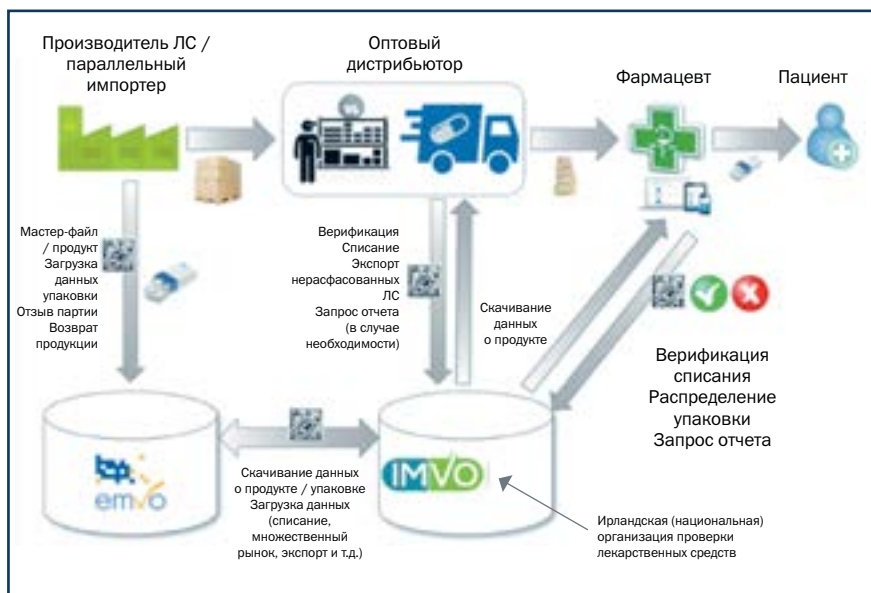 Производитель ЛС /
параллельный
импортер
Оптовый
дистрибьютор
Фармацевт
Пациент
Мастер-файл
/ продукт
Загрузка
данных
упаковки
Отзыв партии
Возврат
продукции
Верификация
Списание
Экспорт
нерасфасованных
ЛС
Запрос отчета
(в случае
необходимости)
Скачивание
данных
о продукте
Верификация
списания
Распределение
упаковки
Запрос отчета
emvo
Скачивание данных
о продукте / упаковке
Загрузка данных
(списание,
множественный
рынок, экспорт и т.д.)
IMVO
Ирландская (национальная)
организация проверки
лекарственных средств